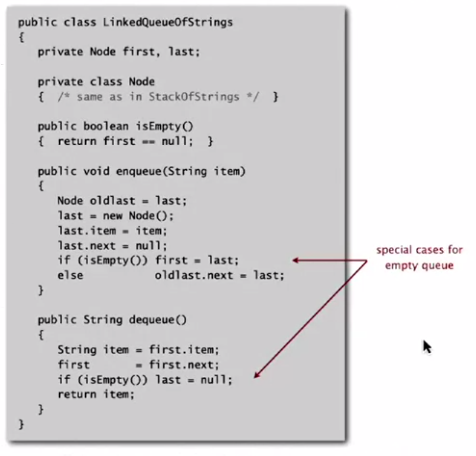 public class LinkedQueueOfStrings
{
private Node first, last;
private class Node
{ /* same as in StackOfStrings */ }
public boolean isEmpty()
{ return first == null; }
public void enqueue(String item)
{
Node oldlast = last;
last = new Node();
last.item = item;
last.next = null;
if (isEmpty()) first = last;
else oldlast.next = last;
}
public String dequeue()
{
String item = first.item;
first = first.next;
if (isEmpty()) last = null;
return item;
}
}
special cases for
empty queue